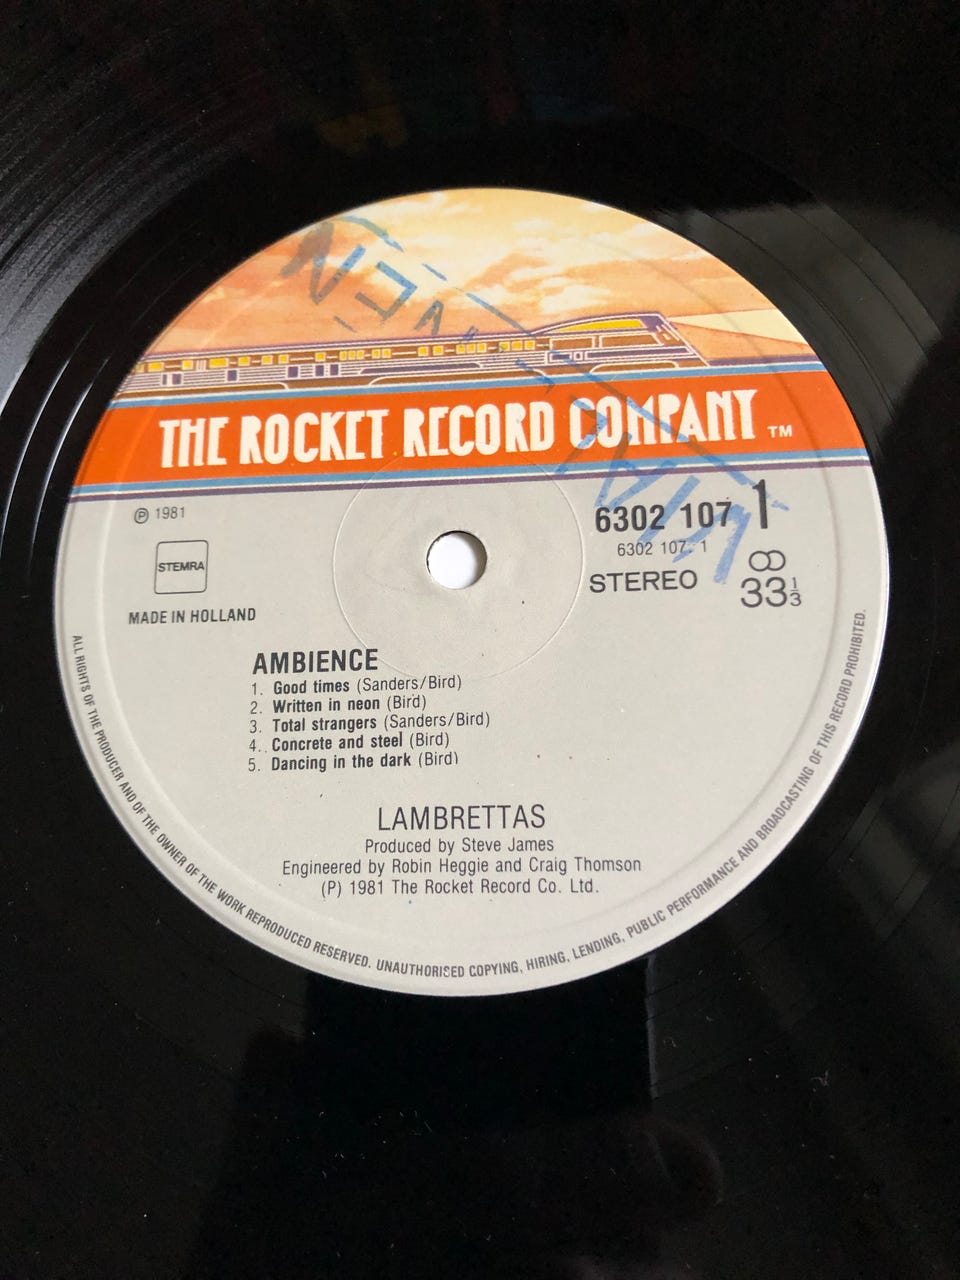 THE ROCKET RECORD COMPANY TM
℗ 1981
STEMRA
MADE IN HOLLAND
6302 107 1
6302 107. 1
STEREO
33 1/3
AMBIENCE
1. Good times (Sanders/Bird)
2. Written in neon (Bird)
3. Total strangers (Sanders/Bird)
4. Concrete and steel (Bird)
5. Dancing in the dark (Bird)
LAMBRETTAS
Produced by Steve James
Engineered by Robin Heggie and Craig Thomson
(P) 1981 The Rocket Record Co. Ltd.
ALL RIGHTS OF THE PRODUCER AND OF THE OWNER OF THE WORK REPRODUCED RESERVED. UNAUTHORISED COPYING, HIRING, LENDING, PUBLIC PERFORMANCE AND BROADCASTING OF THIS RECORD PROHIBITED.